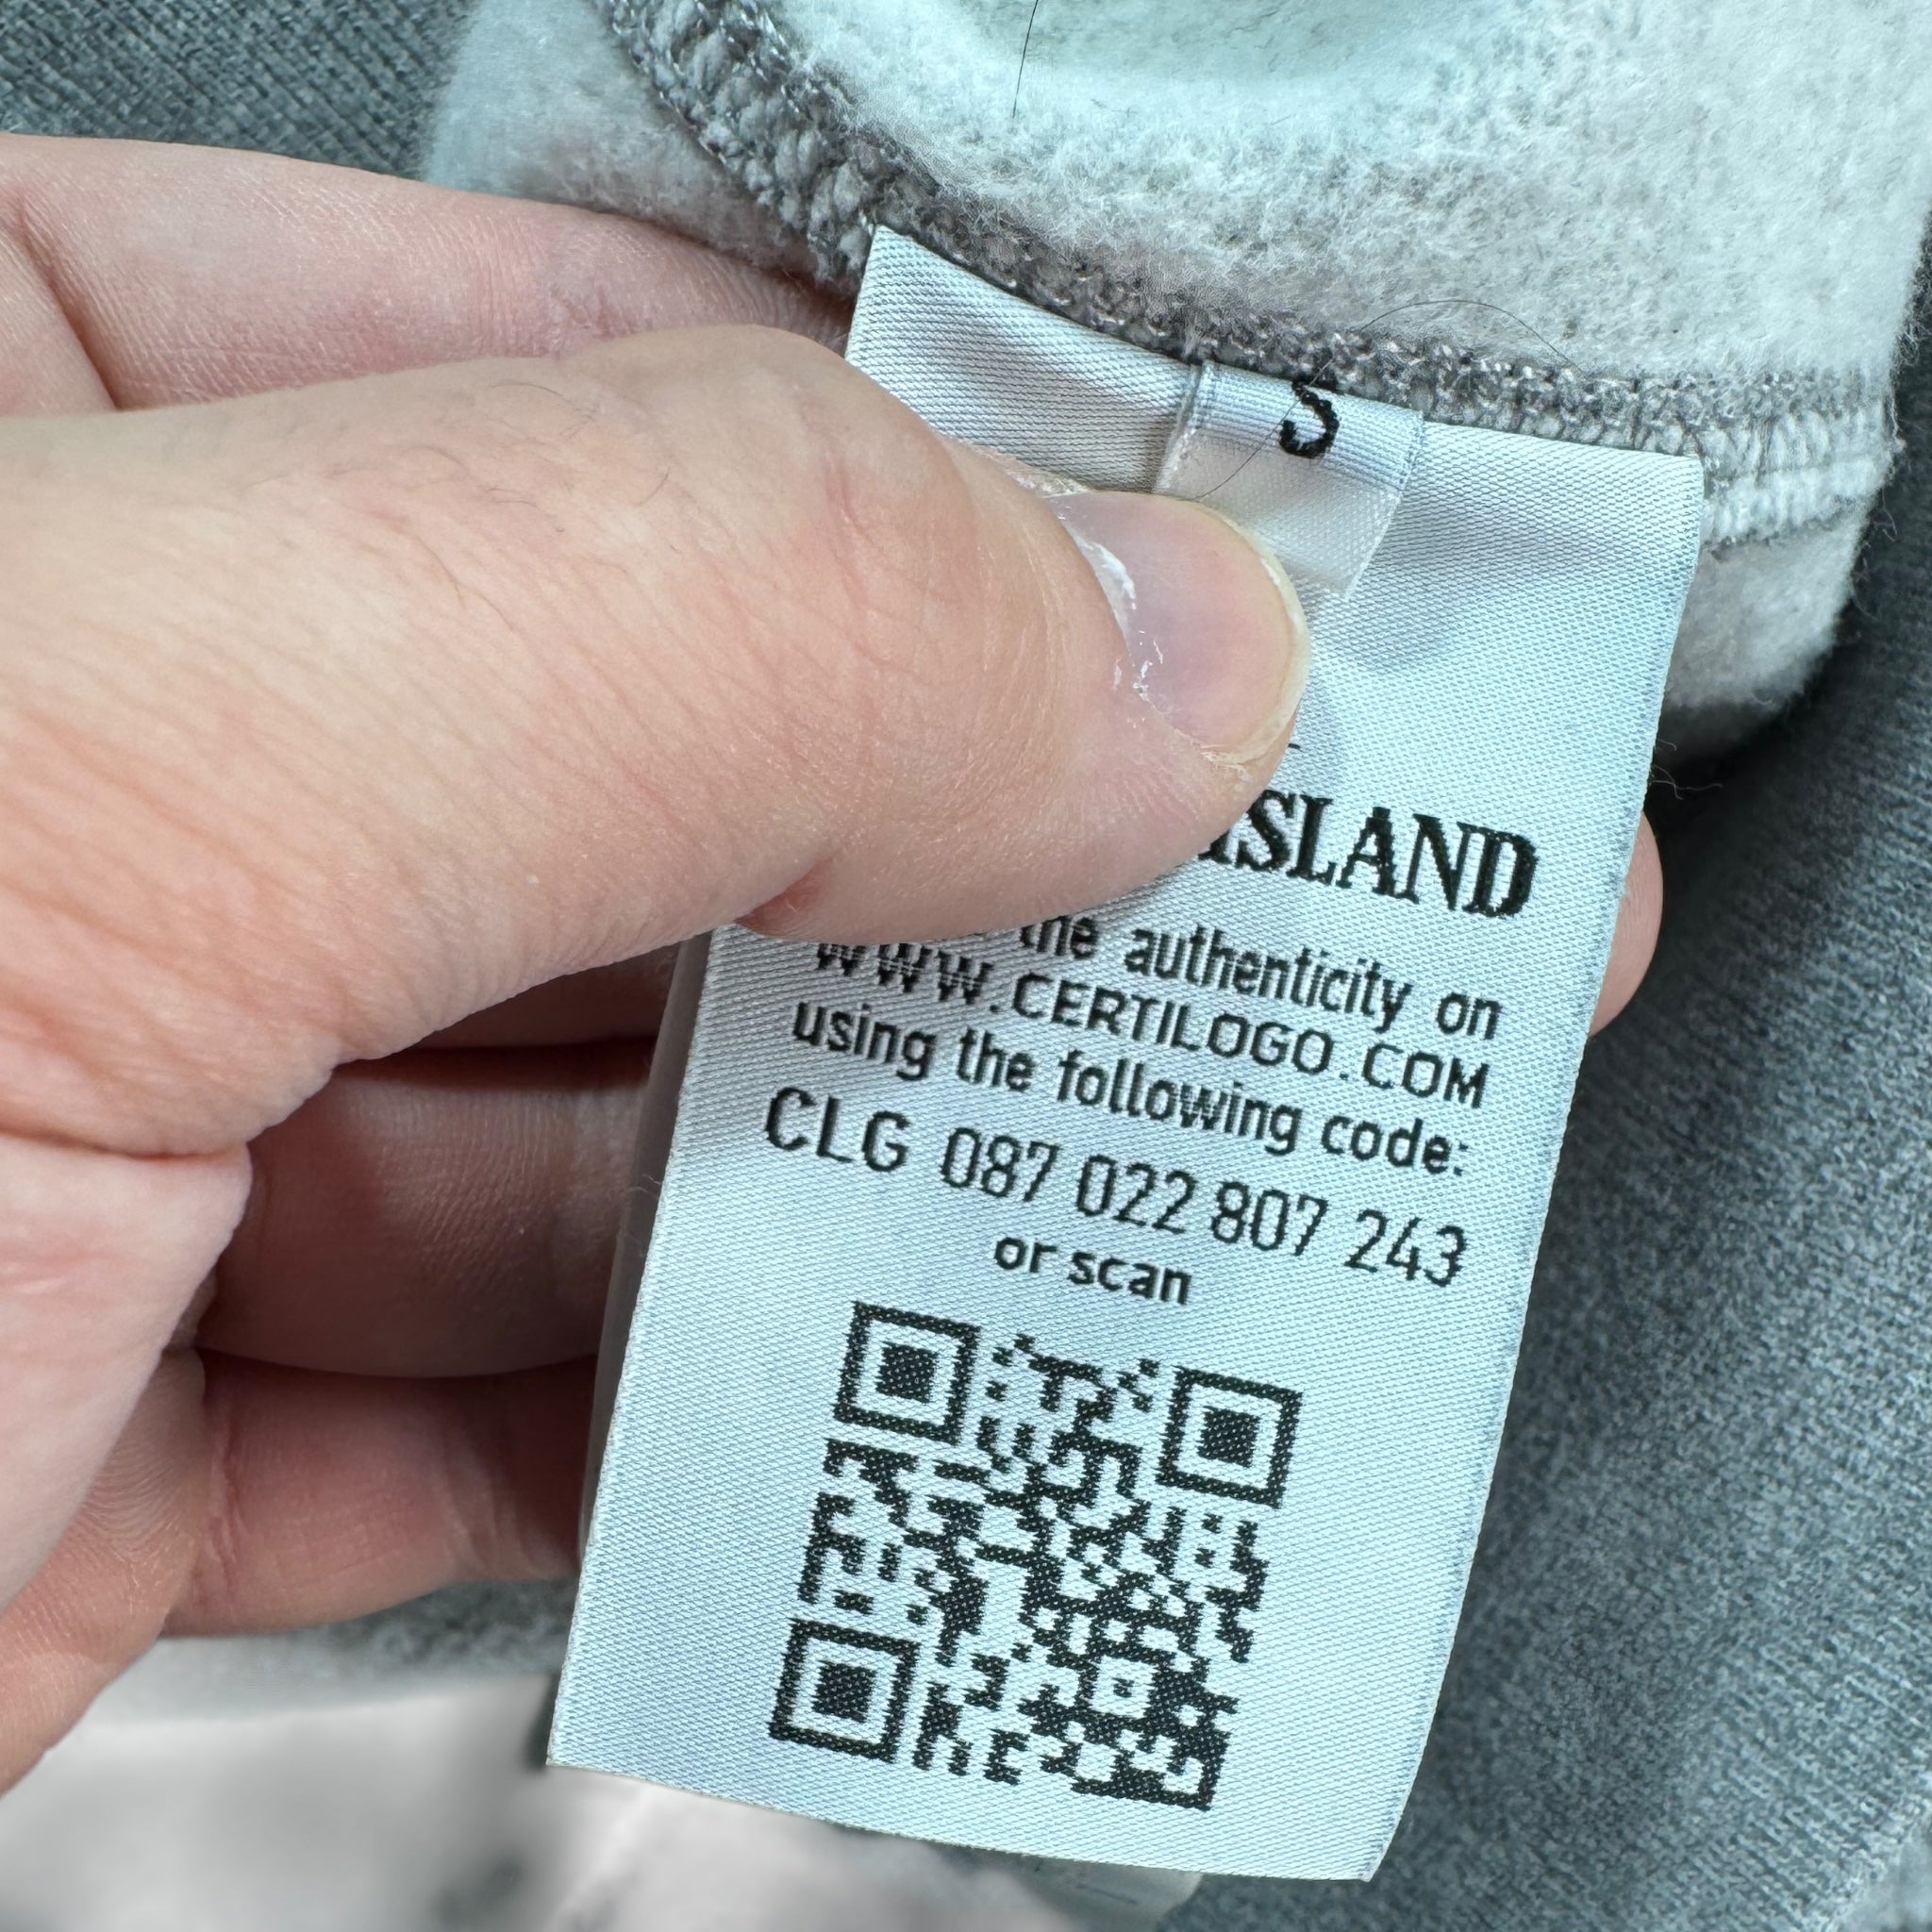 S
ISLAND
the authenticity on
WWW.CERTILOGO.COM
using the following code:
CLG 087 022 807 243
or scan